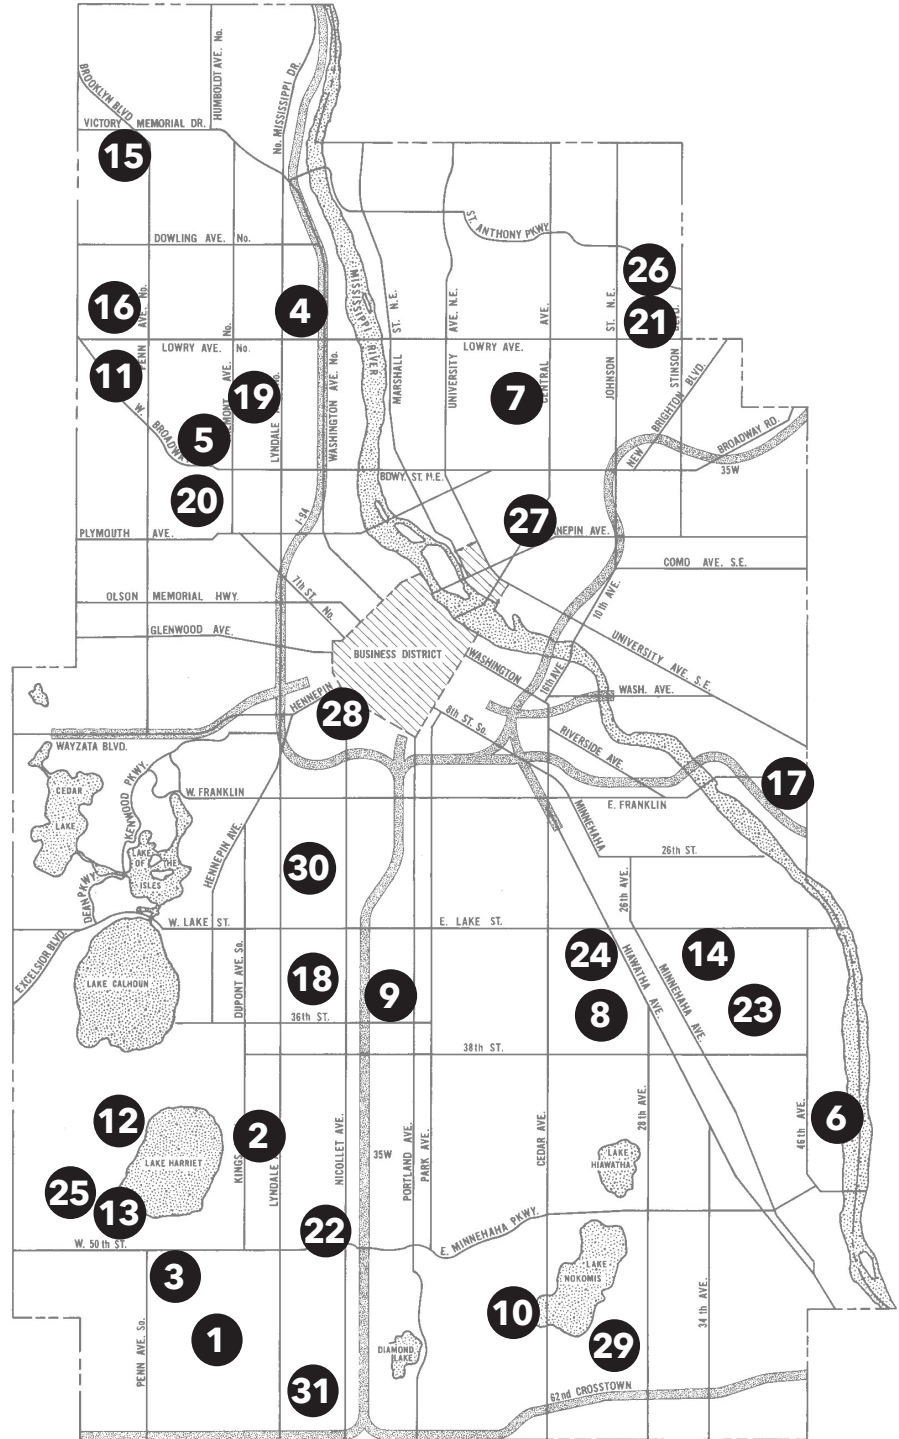 BROOKLYN BLVD
HUMBOLDT AVE. No.
No. MISSISSIPPI DR.
VICTORY MEMORIAL DR.
15
ST. ANTHONY PKWY
DOWLING AVE. No.
26
16
AVE. No.
PENN
4
MISSISSIPPI
RIVER
MARSHALL ST. N.E.
UNIVERSITY AVE. N.E.
CENTRAL AVE.
JOHNSON ST. N.E.
21
STINSON BLVD.
LOWRY AVE. No.
LOWRY AVE.
11
19
No.
LYNDALE No.
WASHINGTON AVE. No.
7
NEW BRIGHTON BLVD.
W. BROADW
5
BROADWAY RD.
35W
BDWY. ST. N.E.
20
I-94
27
PLYMOUTH AVE.
NEPIN AVE.
COMO AVE. S.E.
7th ST. No.
OLSON MEMORIAL HWY.
10th AVE.
GLENWOOD AVE.
BUSINESS DISTRICT
WASHINGTON
UNIVERSITY AVE. S.E.
16th AVE.
WASH. AVE.
HENNEPIN
28
8th ST. So.
RIVERSIDE AVE.
WAYZATA BLVD.
KENWOOD PKWY.
CEDAR
LAKE
W. FRANKLIN
17
E. FRANKLIN
MINNEHAHA
HENNEPIN AVE.
LAKE
OF THE
ISLES
DEAN PKWY.
30
26th ST.
26th AVE.
W. LAKE ST.
E. LAKE ST.
EXCELSIOR BLVD.
LAKE CALHOUN
DUPONT AVE. So.
18
9
24
HIAWATHA AVE.
14
MINNEHAHA AVE.
8
23
36th ST.
38th ST.
12
LAKE HARRIET
KINGS
2
LYNDALE
NICOLLET AVE.
35W
PORTLAND AVE.
PARK AVE.
CEDAR AVE.
28th AVE.
46th AVE.
6
LAKE
HIAWATHA
25
13
22
W. 50th ST.
E. MINNEHAHA PKWY.
3
LAKE
NOKOMIS
10
1
PENN AVE. So.
DIAMOND
LAKE
29
34th AVE.
31
62nd CROSSTOWN